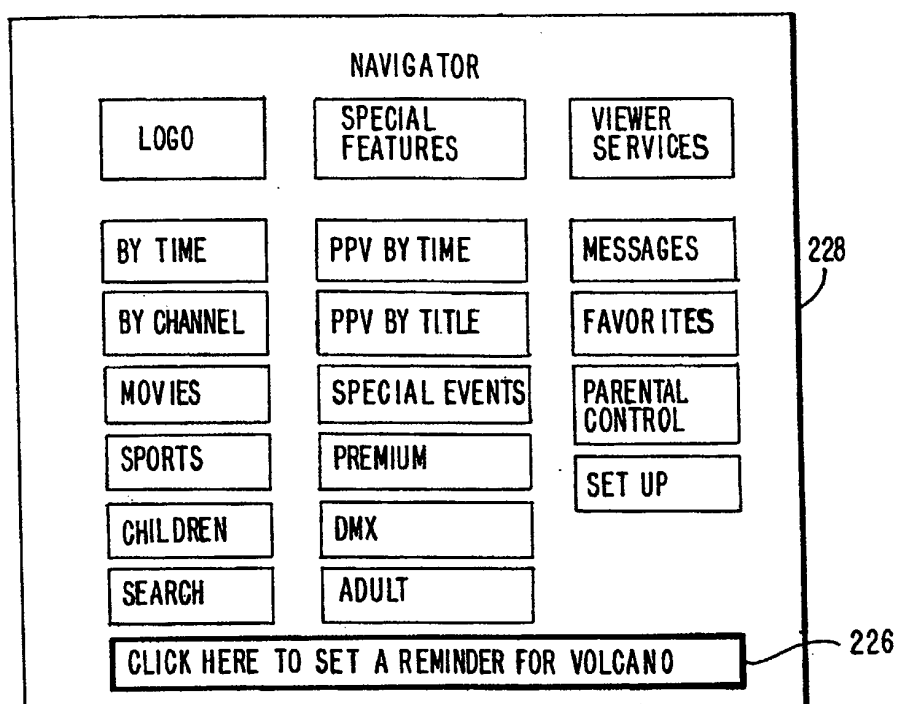 NAVIGATOR
LOGO
SPECIAL
FEATURES
VIEWER
SERVICES
BY TIME
PPV BY TIME
MESSAGES
228
BY CHANNEL
PPV BY TITLE
FAVORITES
MOVIES
SPECIAL EVENTS
PARENTAL
CONTROL
SPORTS
PREMIUM
SET UP
CHILDREN
DMX
SEARCH
ADULT
CLICK HERE TO SET A REMINDER FOR VOLCANO
226